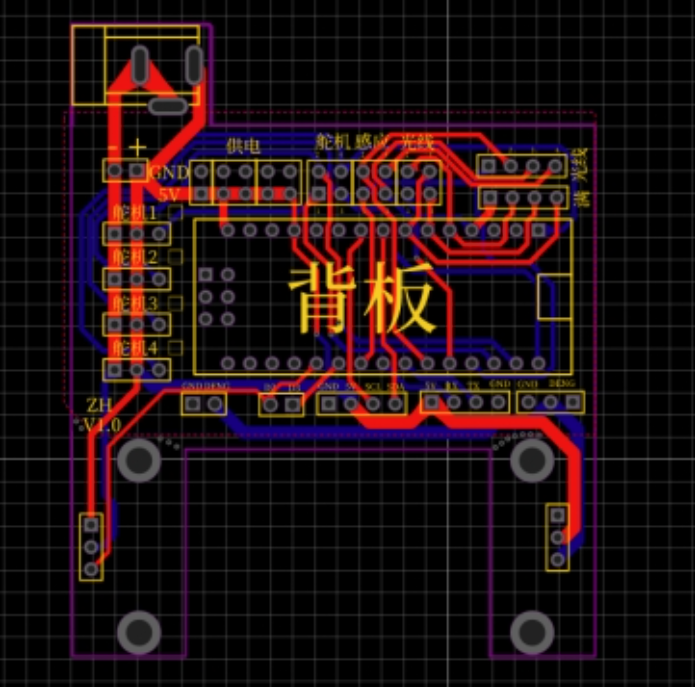 - +
供电
舵机 感应 光线
GND
5V
光线
满
舵机1
舵机2
舵机3
舵机4
背板
GND DENG
GND 5V SCL SDA
5V RX TX GND
GND DENG
ZH
V1.0